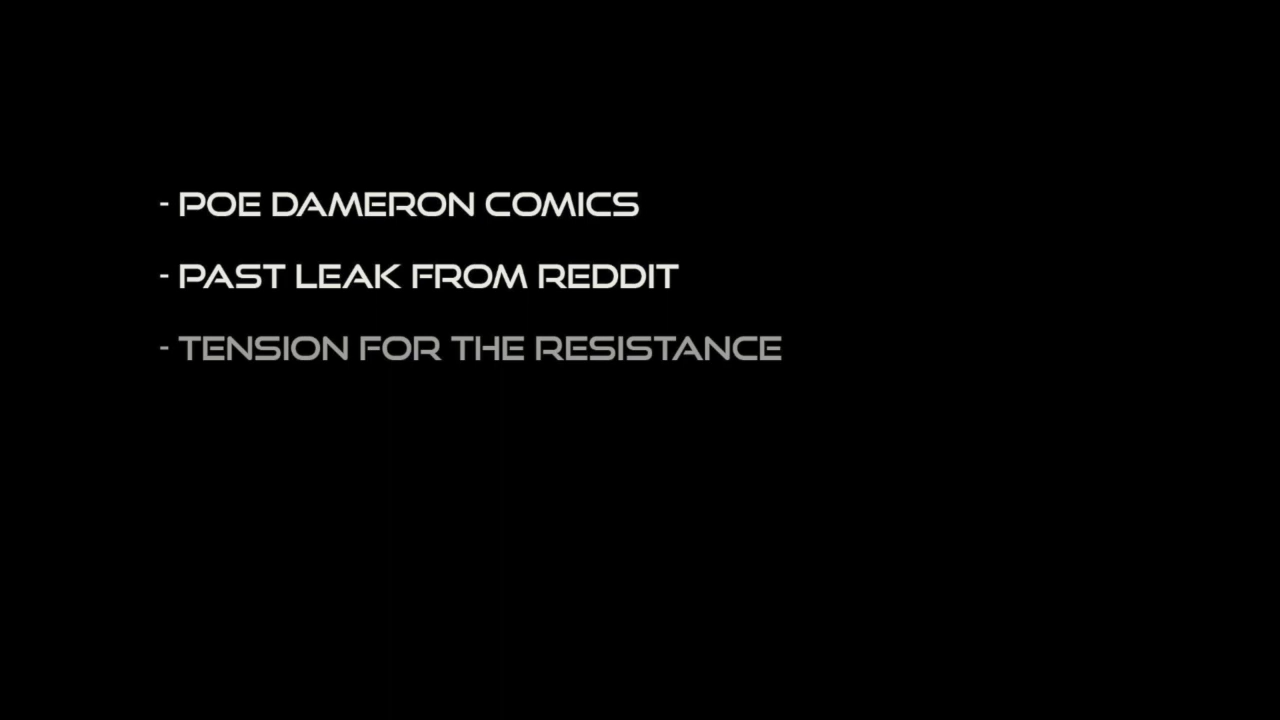 - POE DAMERON COMICS
- PAST LEAK FROM REDDIT
- TENSION FOR THE RESISTANCE